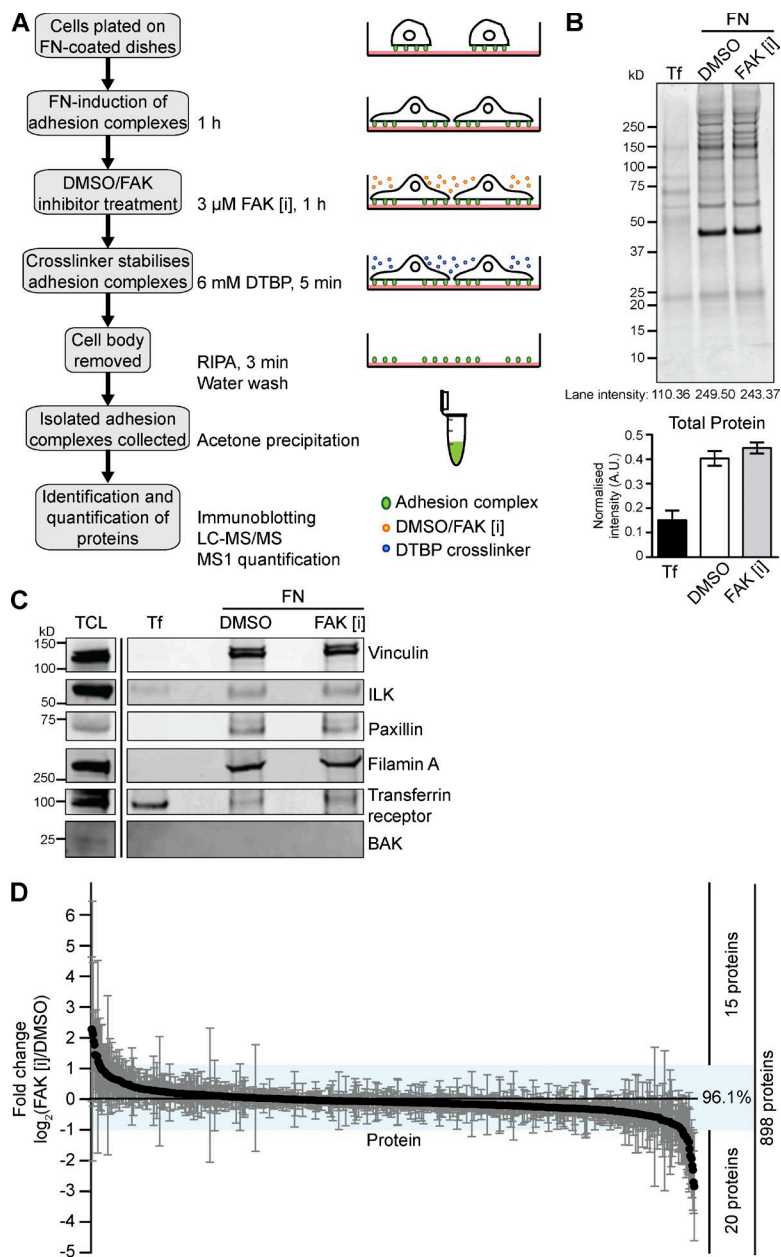 A
Cells plated on
FN-coated dishes
FN-induction of
adhesion complexes
1 h
DMSO/FAK
inhibitor treatment
3 µM FAK [i], 1 h
Crosslinker stabilises
adhesion complexes
6 mM DTBP, 5 min
Cell body
removed
RIPA, 3 min
Water wash
Isolated adhesion
complexes collected
Acetone precipitation
Identification and
quantification of
proteins
Immunoblotting
LC-MS/MS
MS1 quantification
Adhesion complex
DMSO/FAK [i]
DTBP crosslinker
B
FN
kD
Tf
DMSO
FAK [i]
250
150
100
75
50
37
25
20
15
10
Lane intensity: 110.36 249.50 243.37
Total Protein
Normalised
intensity (A.U.)
0.5
0.4
0.3
0.2
0.1
0
Tf
DMSO
FAK [i]
C
FN
kD
TCL
Tf
DMSO
FAK [i]
150
100
Vinculin
50
ILK
75
Paxillin
250
Filamin A
100
Transferrin
receptor
25
BAK
D
Fold change
log2(FAK [i]/DMSO)
6
5
4
3
2
1
0
-1
-2
-3
-4
-5
Protein
96.1%
15 proteins
20 proteins
898 proteins